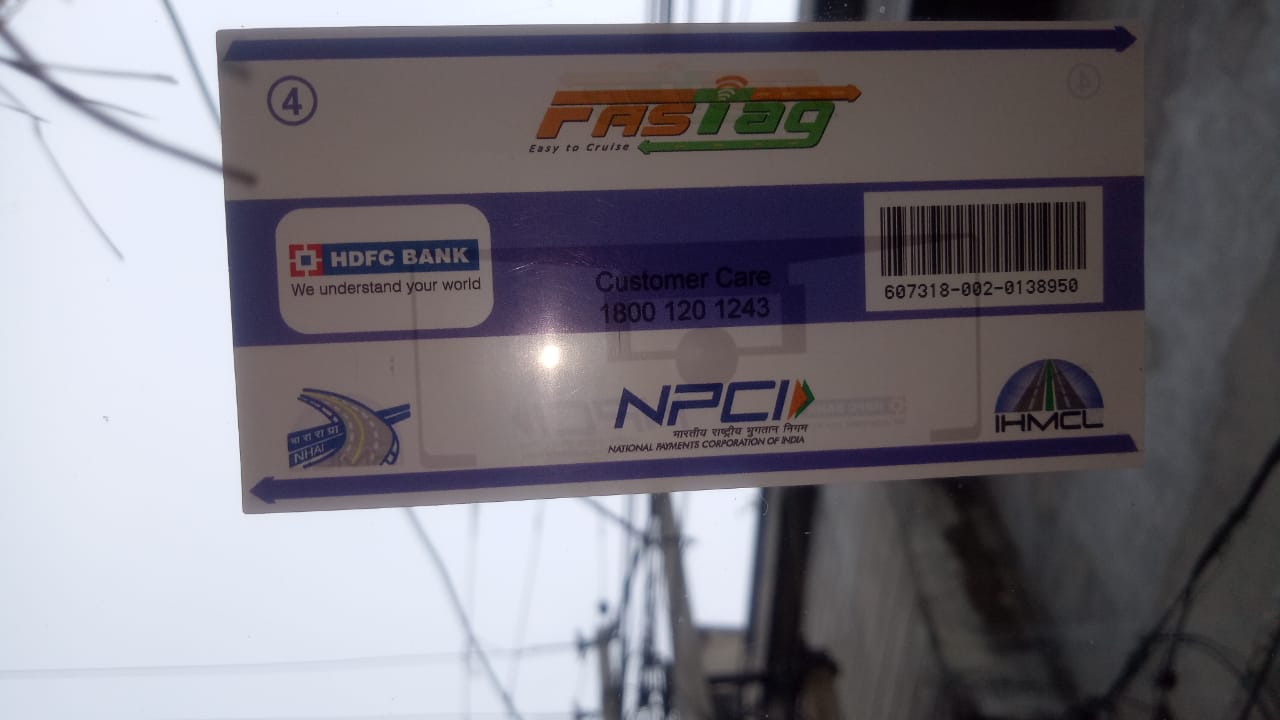 4
FASTag
Easy to Cruise
HDFC BANK
We understand your world
Customer Care
1800 120 1243
607318-002-0138950
भा रा रा प्रा
NHAI
NPCI
भारतीय राष्ट्रीय भुगतान निगम
NATIONAL PAYMENTS CORPORATION OF INDIA
IHMCL